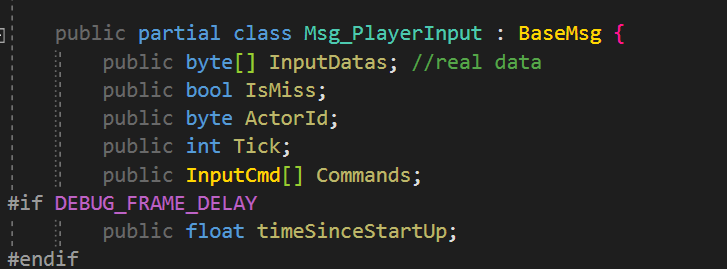 public partial class Msg_PlayerInput : BaseMsg {
public byte[] InputDatas; //real data
public bool IsMiss;
public byte ActorId;
public int Tick;
public InputCmd[] Commands;
#if DEBUG_FRAME_DELAY
public float timeSinceStartUp;
#endif